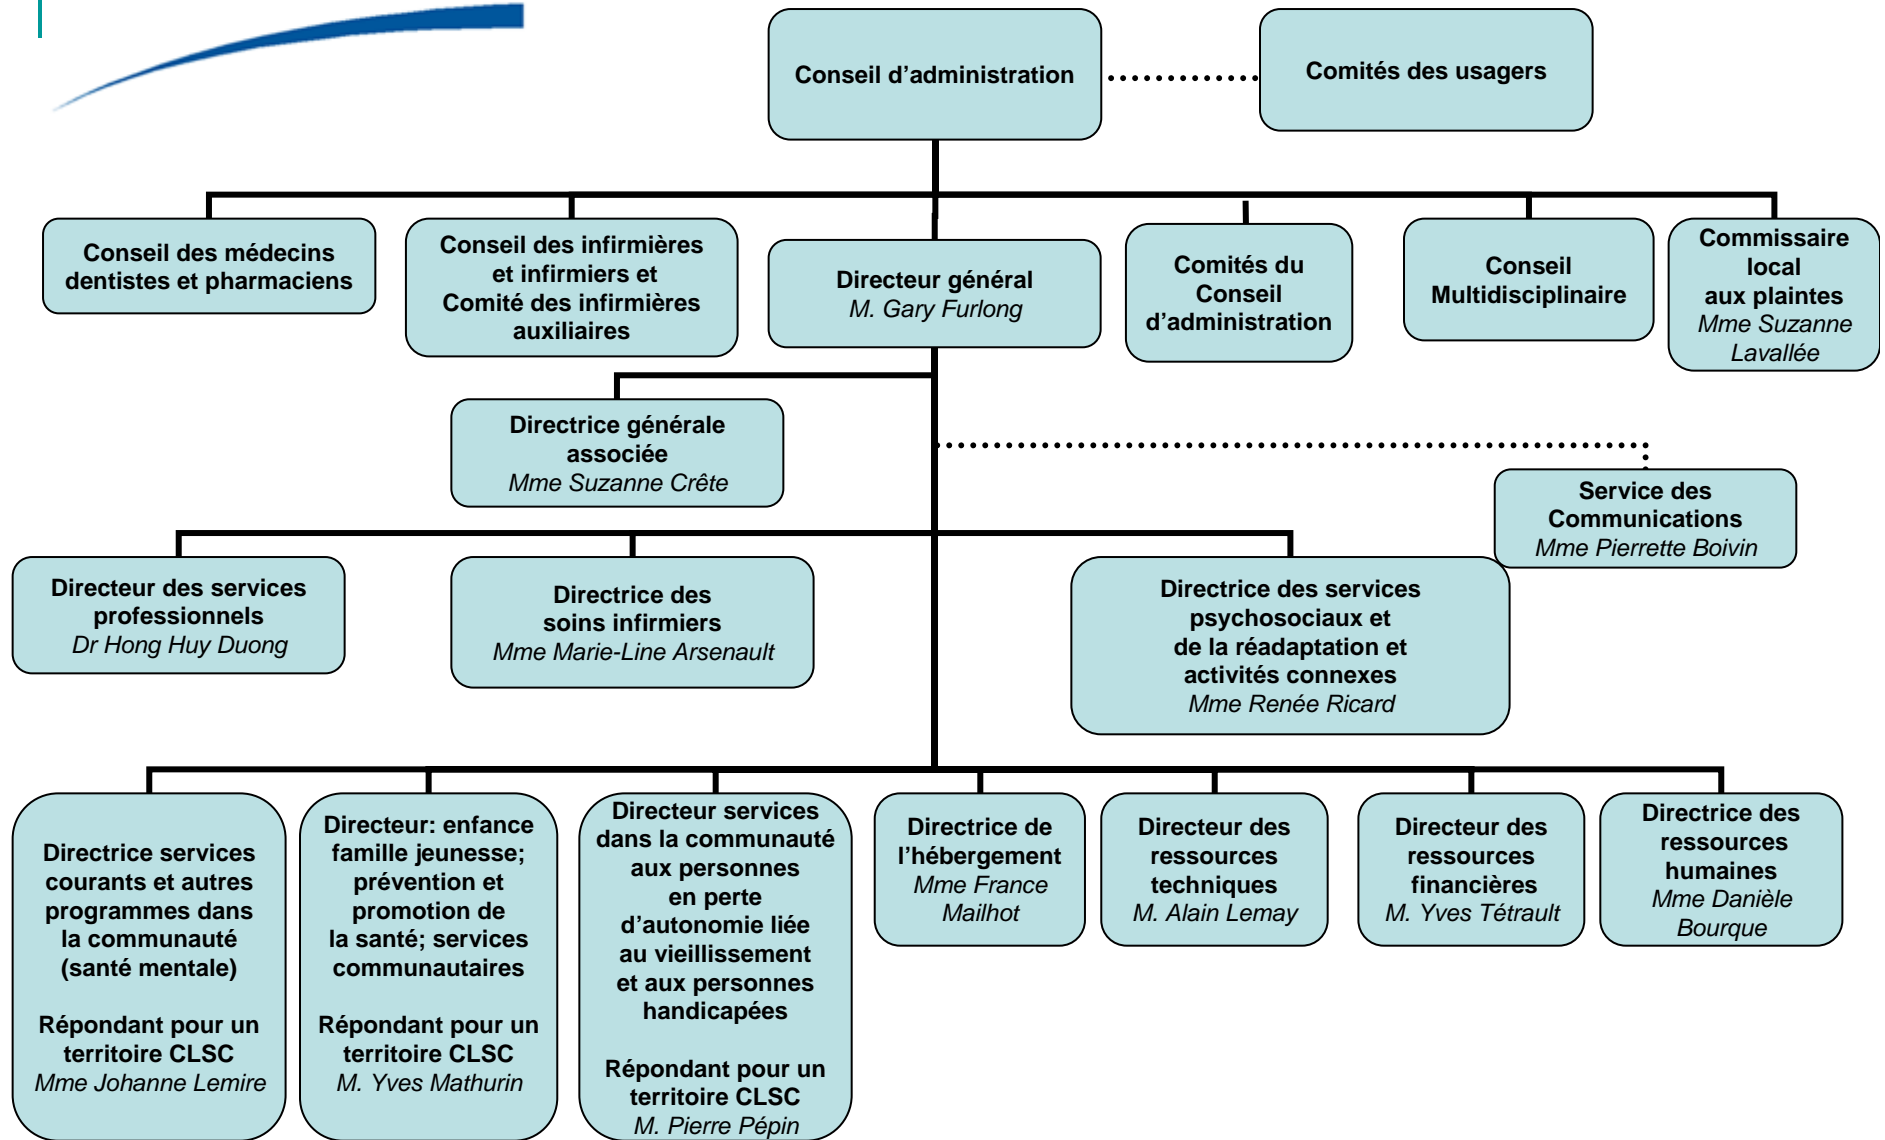 Conseil d’administration
Comités des usagers
Conseil des médecins
dentistes et pharmaciens
Conseil des infirmières
et infirmiers et
Comité des infirmières
auxiliaires
Directeur général
M. Gary Furlong
Comités du
Conseil
d’administration
Conseil
Multidisciplinaire
Commissaire
local
aux plaintes
Mme Suzanne
Lavallée
Directrice générale
associée
Mme Suzanne Crête
Service des
Communications
Mme Pierrette Boivin
Directeur des services
professionnels
Dr Hong Huy Duong
Directrice des
soins infirmiers
Mme Marie-Line Arsenault
Directrice des services
psychosociaux et
de la réadaptation et
activités connexes
Mme Renée Ricard
Directrice services
courants et autres
programmes dans
la communauté
(santé mentale)
Répondant pour un
territoire CLSC
Mme Johanne Lemire
Directeur: enfance
famille jeunesse;
prévention et
promotion de
la santé; services
communautaires
Répondant pour un
territoire CLSC
M. Yves Mathurin
Directeur services
dans la communauté
aux personnes
en perte
d’autonomie liée
au vieillissement
et aux personnes
handicapées
Répondant pour un
territoire CLSC
M. Pierre Pépin
Directrice de
l’hébergement
Mme France
Mailhot
Directeur des
ressources
techniques
M. Alain Lemay
Directeur des
ressources
financières
M. Yves Tétrault
Directrice des
ressources
humaines
Mme Danièle
Bourque